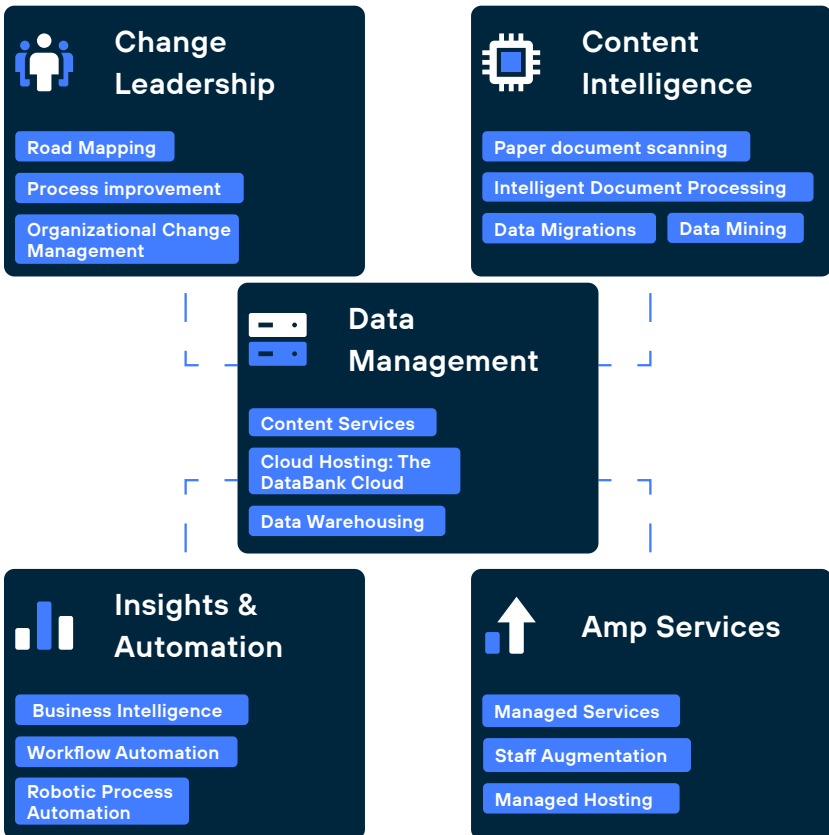 Change
Leadership
Road Mapping
Process improvement
Organizational Change
Management
Content
Intelligence
Paper document scanning
Intelligent Document Processing
Data Migrations
Data Mining
Data
Management
Content Services
Cloud Hosting: The
DataBank Cloud
Data Warehousing
Insights &
Automation
Business Intelligence
Workflow Automation
Robotic Process
Automation
Amp Services
Managed Services
Staff Augmentation
Managed Hosting